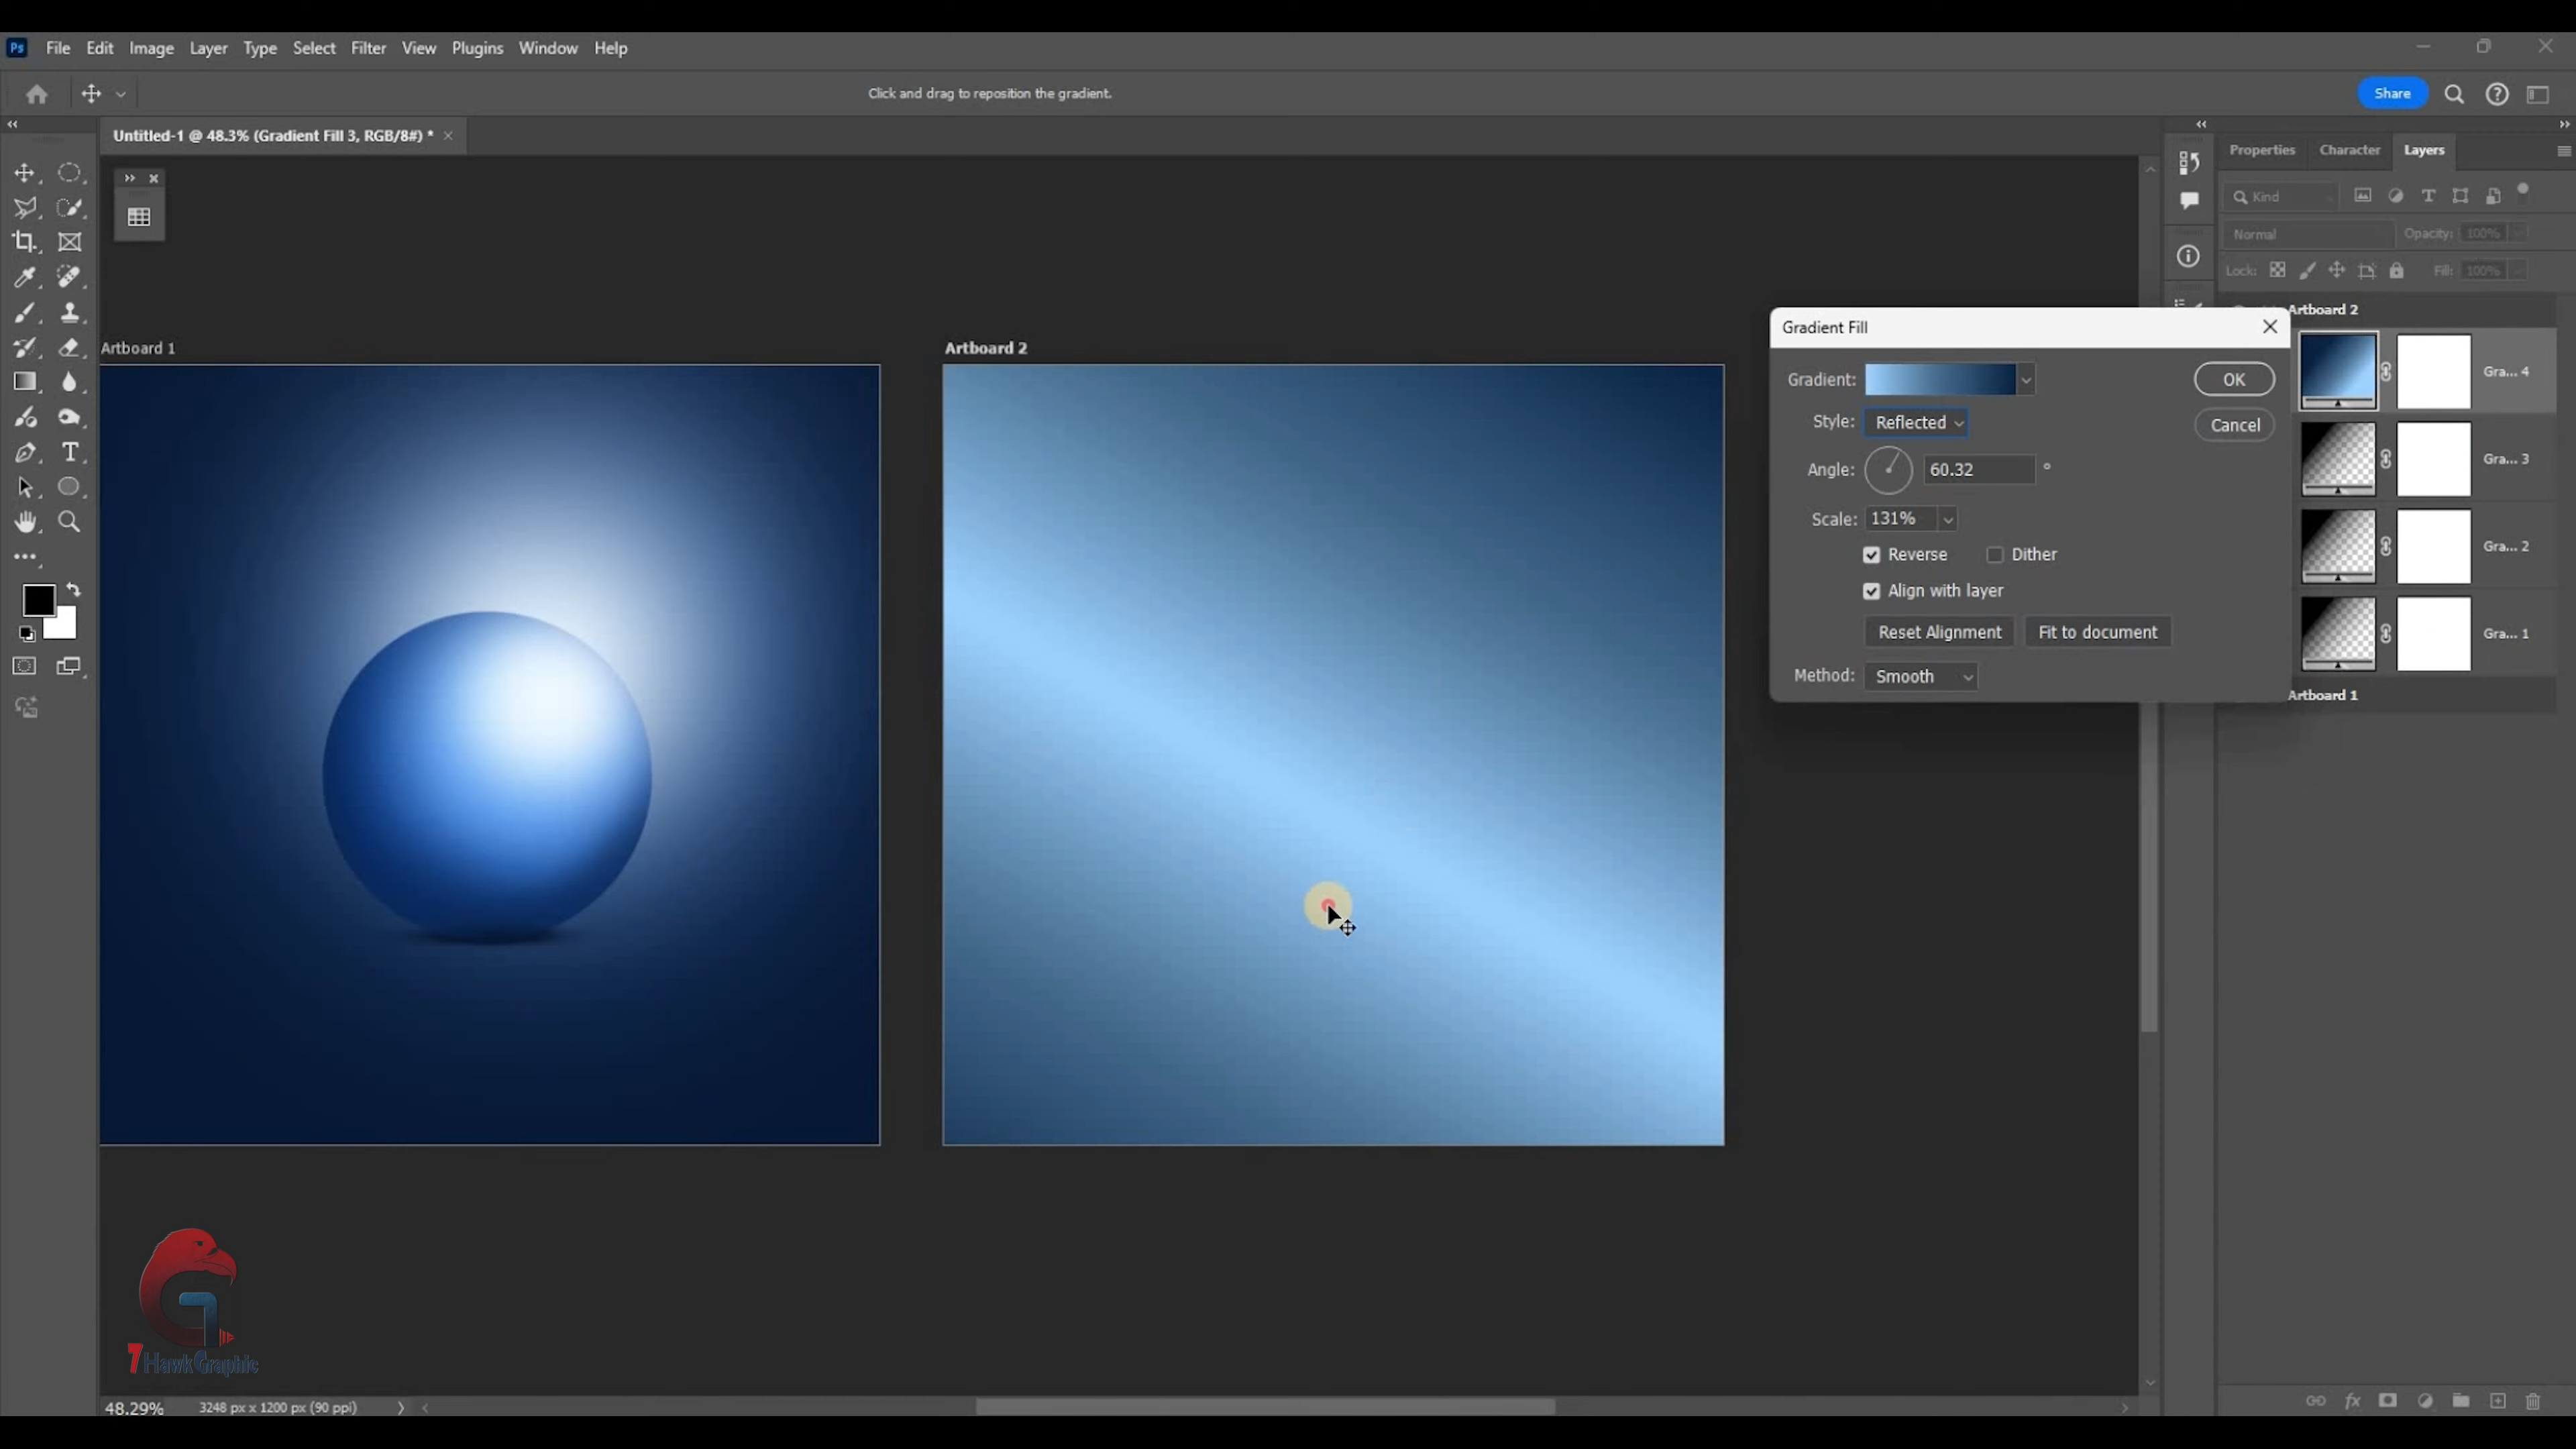 Ps File Edit Image Layer Type Select Filter View Plugins Window Help
Click and drag to reposition the gradient.
Share
Untitled-1 @ 48.3% (Gradient Fill 3, RGB/8#) *
Properties Character Layers
Kind
Normal Opacity: 100%
Lock: Fill: 100%
Artboard 2
Gra... 4
Gra... 3
Gra... 2
Gra... 1
Artboard 1
Artboard 1
Artboard 2
Gradient Fill
Gradient: OK
Style: Reflected Cancel
Angle: 60.32 °
Scale: 131%
Reverse Dither
Align with layer
Reset Alignment Fit to document
Method: Smooth
7HawkGraphic
48.29% 3248 px x 1200 px (90 ppi)